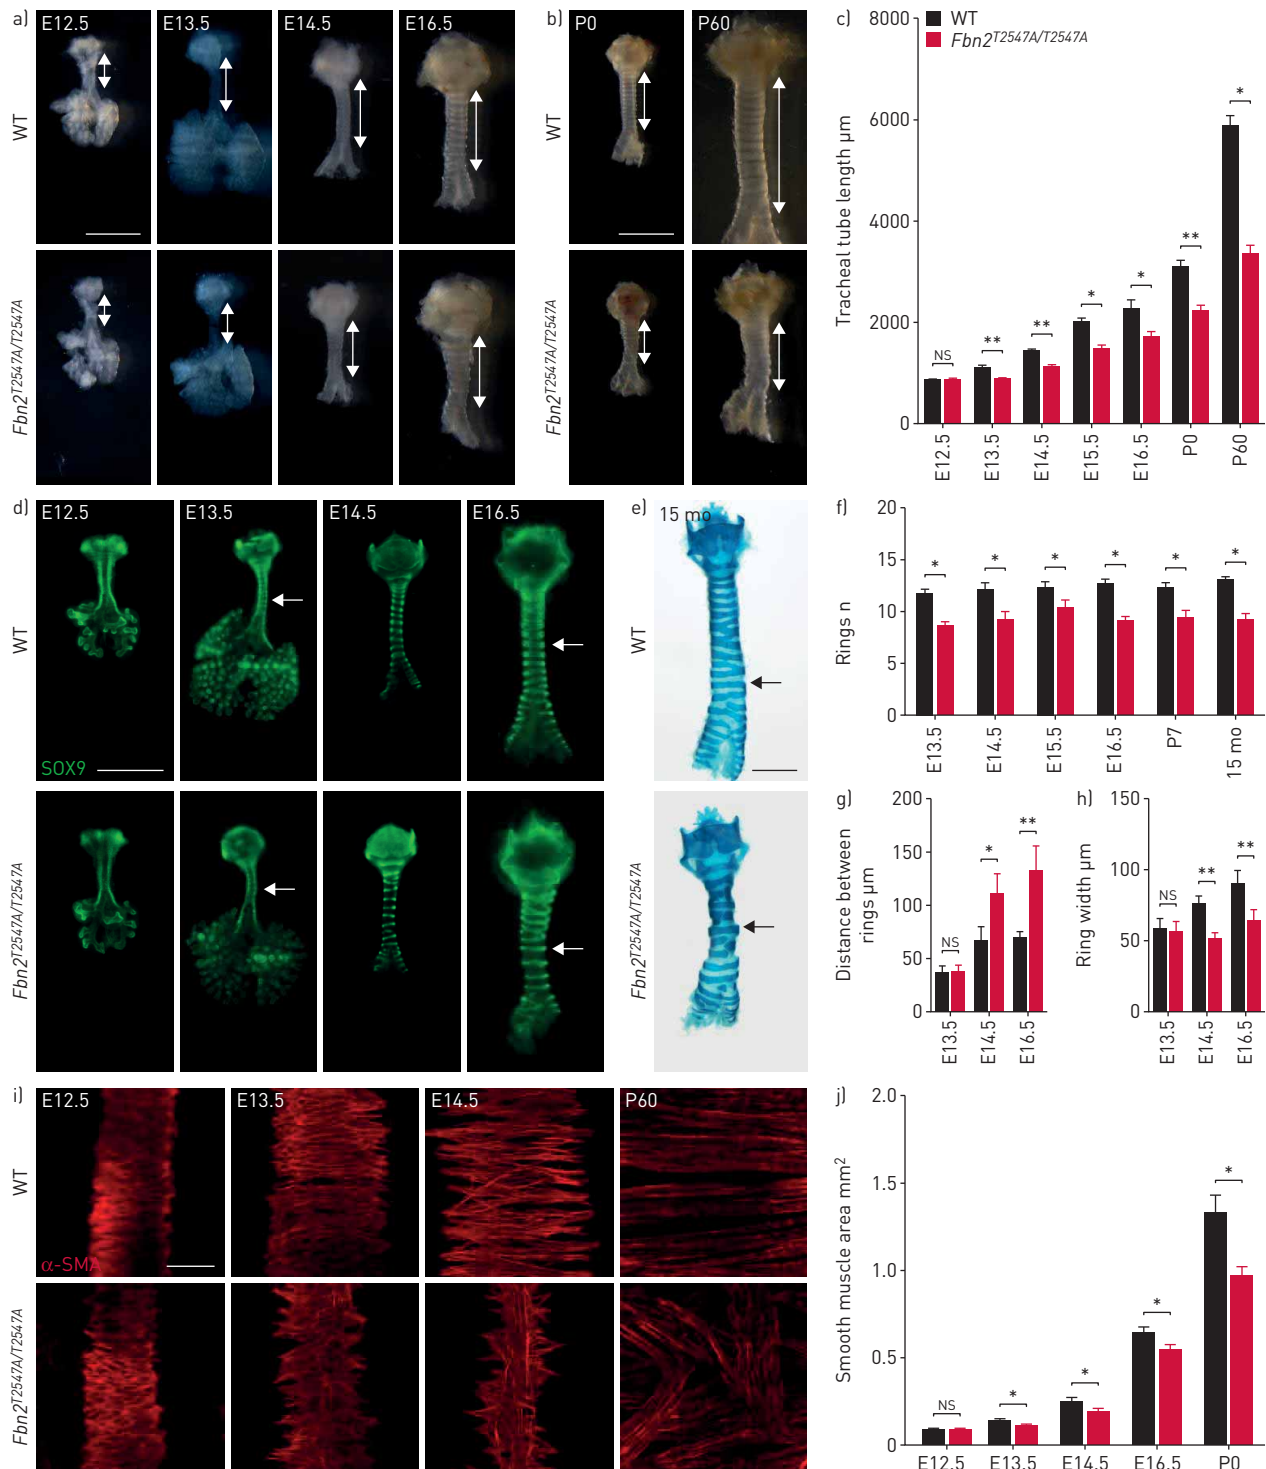 a)
E12.5
E13.5
E14.5
E16.5
WT
Fbn2T2547A/T2547A
b)
P0
P60
WT
Fbn2T2547A/T2547A
c)
WT
Fbn2T2547A/T2547A
Tracheal tube length µm
8000
6000
4000
2000
0
NS
**
**
*
*
**
*
E12.5
E13.5
E14.5
E15.5
E16.5
P0
P60
d)
E12.5
E13.5
E14.5
E16.5
WT
SOX9
Fbn2T2547A/T2547A
e)
15 mo
WT
Fbn2T2547A/T2547A
f)
Rings n
20
15
10
5
0
*
*
*
*
*
*
E13.5
E14.5
E15.5
E16.5
P7
15 mo
g)
Distance between
rings µm
200
150
100
50
0
NS
*
**
E13.5
E14.5
E16.5
h)
Ring width µm
150
100
50
0
NS
**
**
E13.5
E14.5
E16.5
i)
E12.5
E13.5
E14.5
P60
WT
α-SMA
Fbn2T2547A/T2547A
j)
Smooth muscle area mm2
2.0
1.5
1.0
0.5
0
NS
*
*
*
*
E12.5
E13.5
E14.5
E16.5
P0